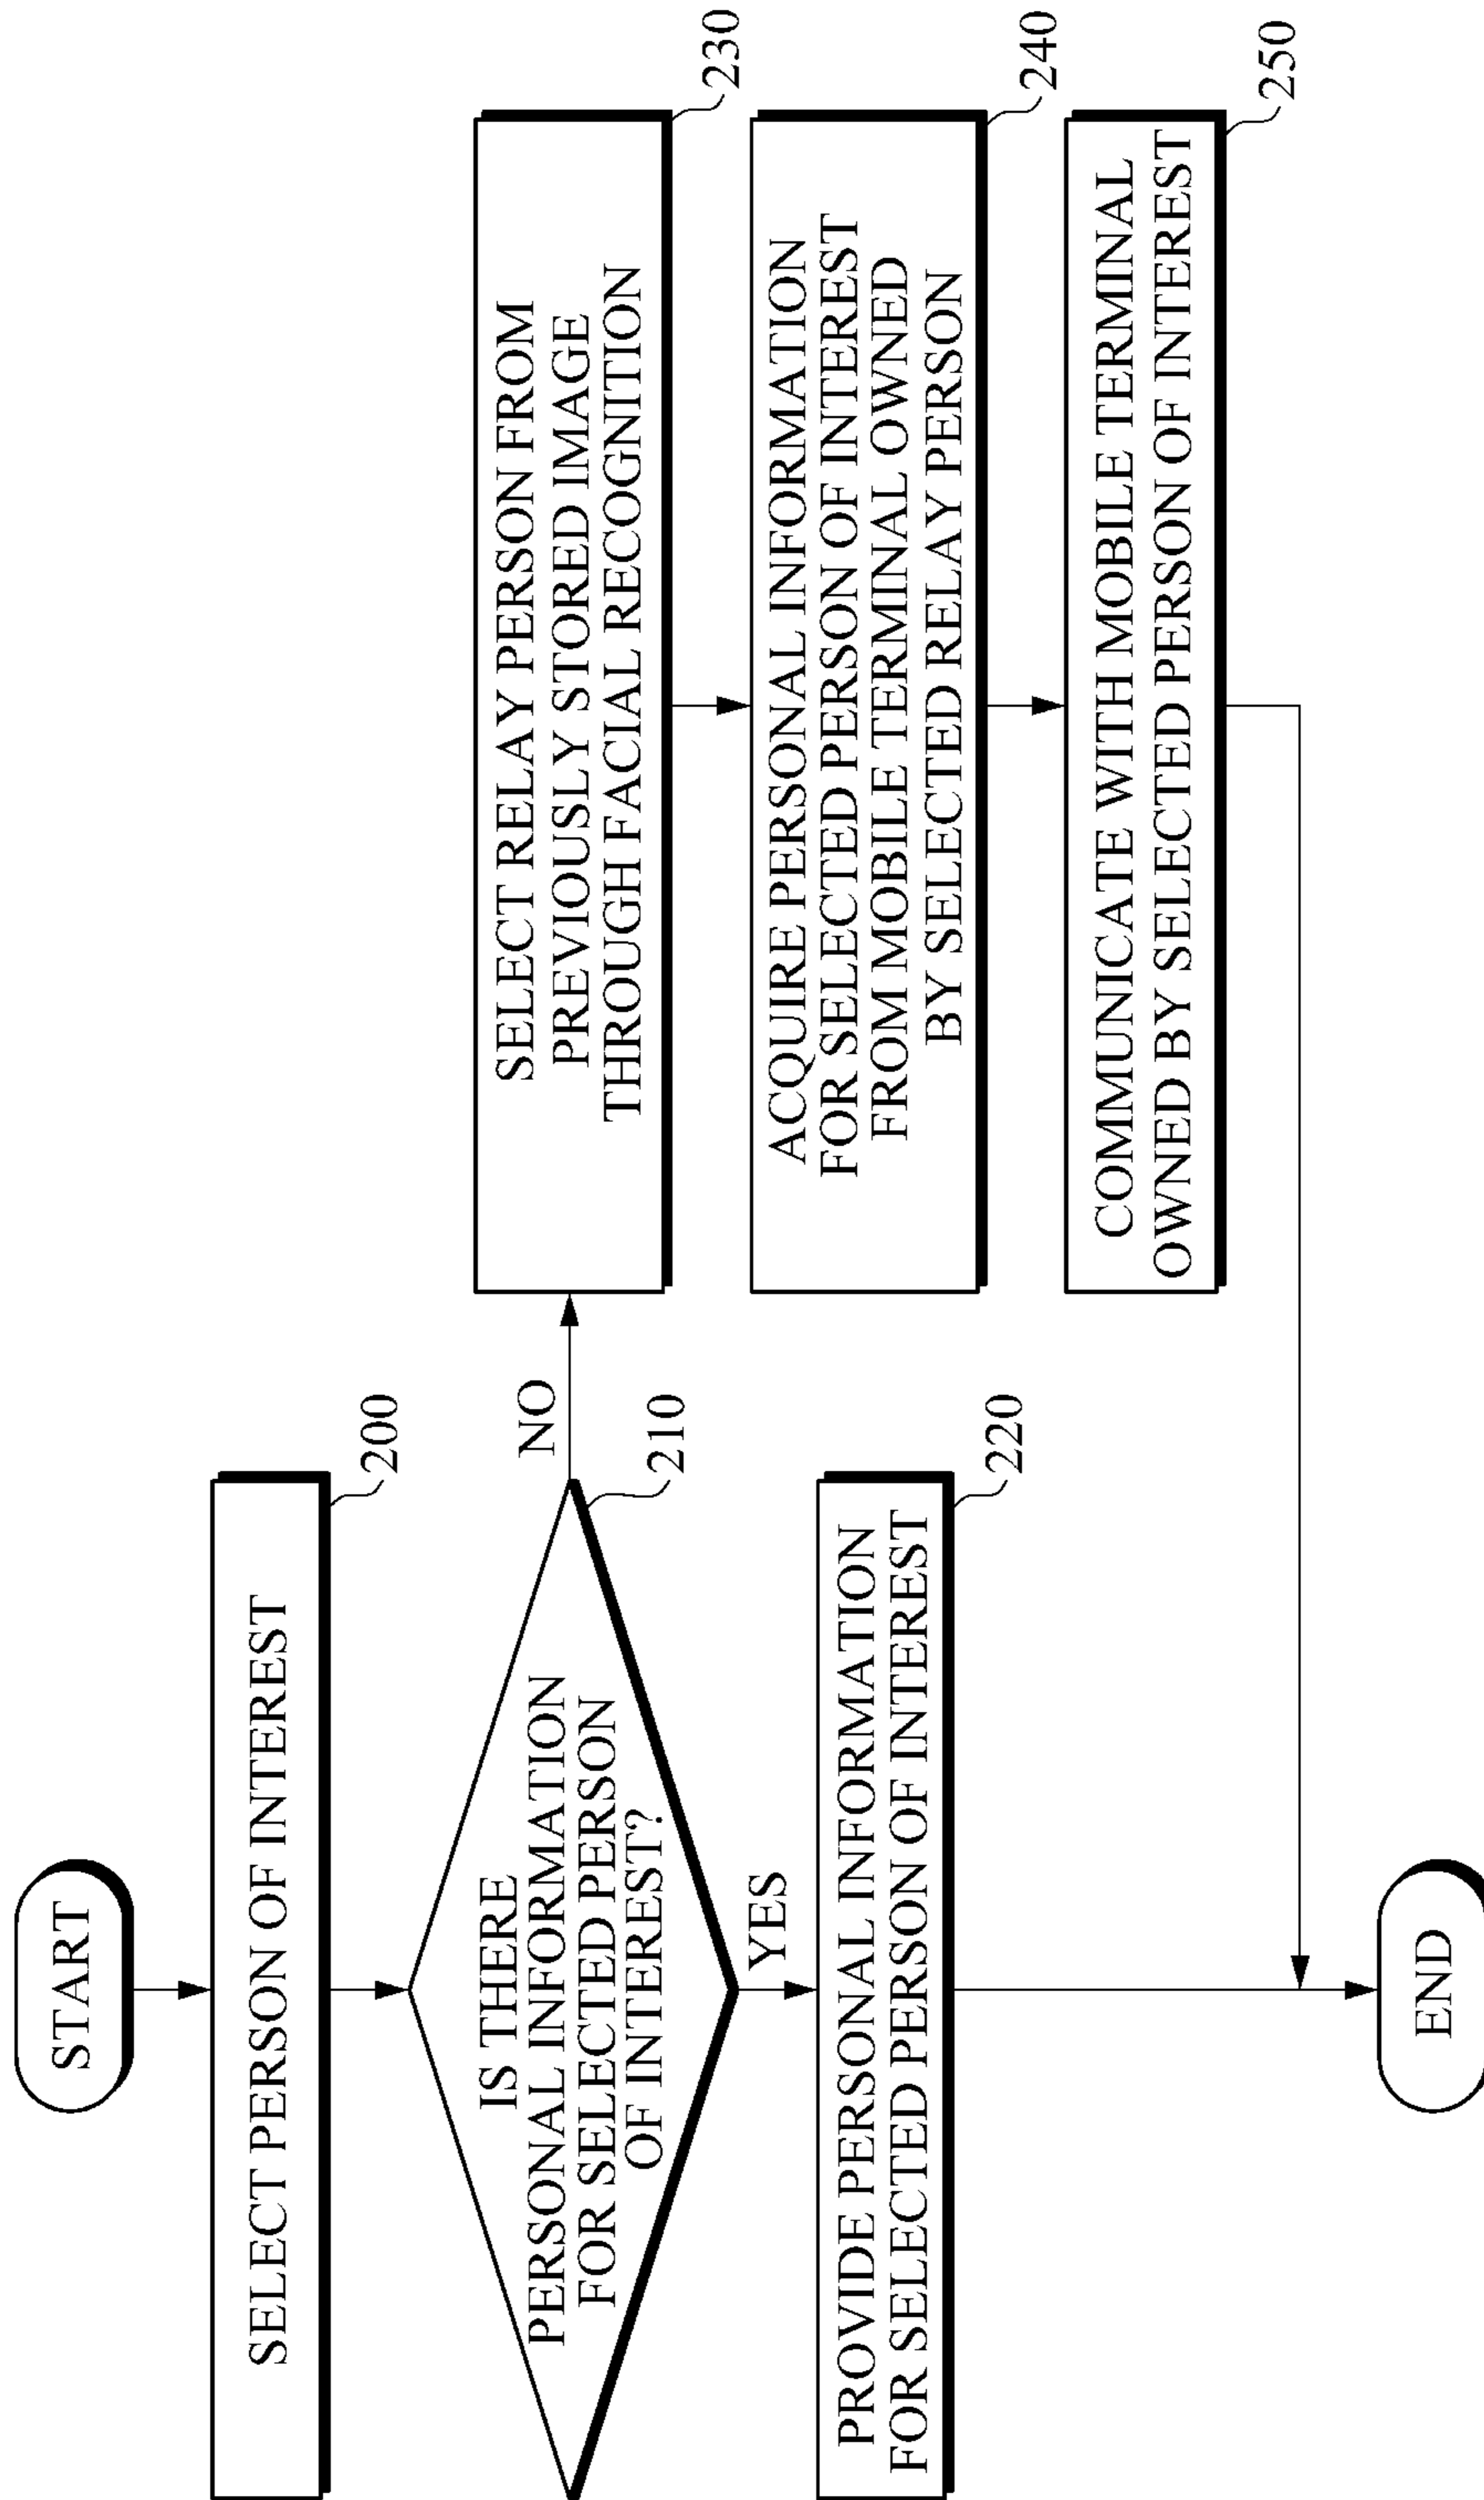 START
SELECT PERSON OF INTEREST
200
IS THERE
PERSONAL INFORMATION
FOR SELECTED PERSON
OF INTEREST?
210
NO
YES
PROVIDE PERSONAL INFORMATION
FOR SELECTED PERSON OF INTEREST
220
SELECT RELAY PERSON FROM
PREVIOUSLY STORED IMAGE
THROUGH FACIAL RECOGNITION
230
ACQUIRE PERSONAL INFORMATION
FOR SELECTED PERSON OF INTEREST
FROM MOBILE TERMINAL OWNED
BY SELECTED RELAY PERSON
240
COMMUNICATE WITH MOBILE TERMINAL
OWNED BY SELECTED PERSON OF INTEREST
250
END